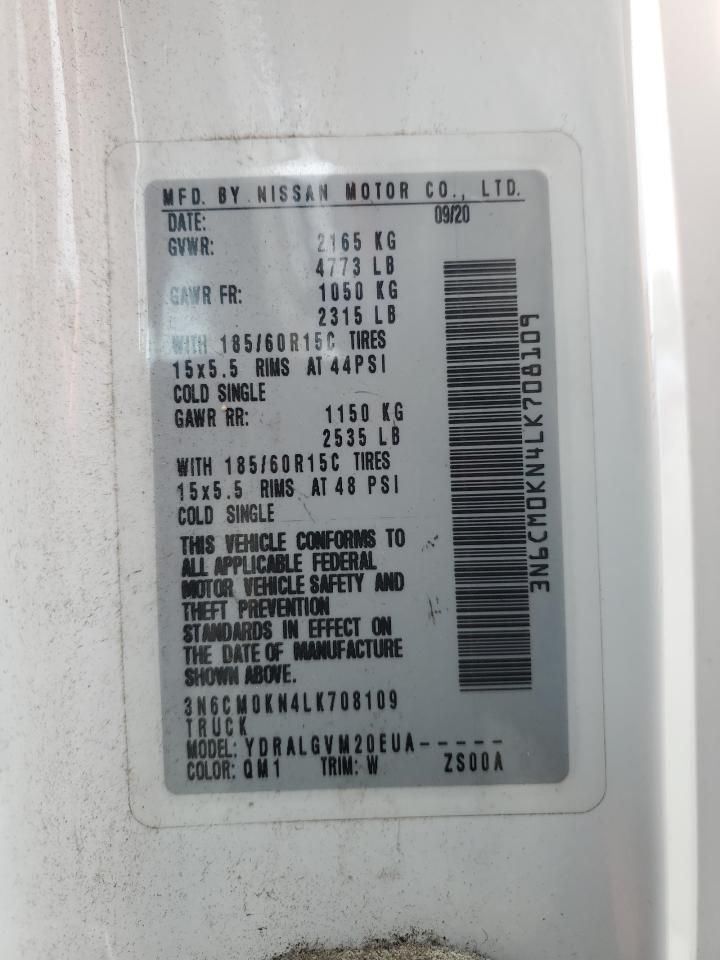 MFD. BY NISSAN MOTOR CO., LTD.
DATE: 09/20
GVWR: 2165 KG
4773 LB
GAWR FR: 1050 KG
2315 LB
WITH 185/60R15C TIRES
15x5.5 RIMS AT 44PSI
COLD SINGLE
GAWR RR: 1150 KG
2535 LB
WITH 185/60R15C TIRES
15x5.5 RIMS AT 48 PSI
COLD SINGLE
THIS VEHICLE CONFORMS TO
ALL APPLICABLE FEDERAL
MOTOR VEHICLE SAFETY AND
THEFT PREVENTION
STANDARDS IN EFFECT ON
THE DATE OF MANUFACTURE
SHOWN ABOVE.
3N6CM0KN4LK708109
TRUCK
MODEL: YDRALGVM20EUA-----
COLOR: QM1 TRIM: W ZS00A
3N6CM0KN4LK708109